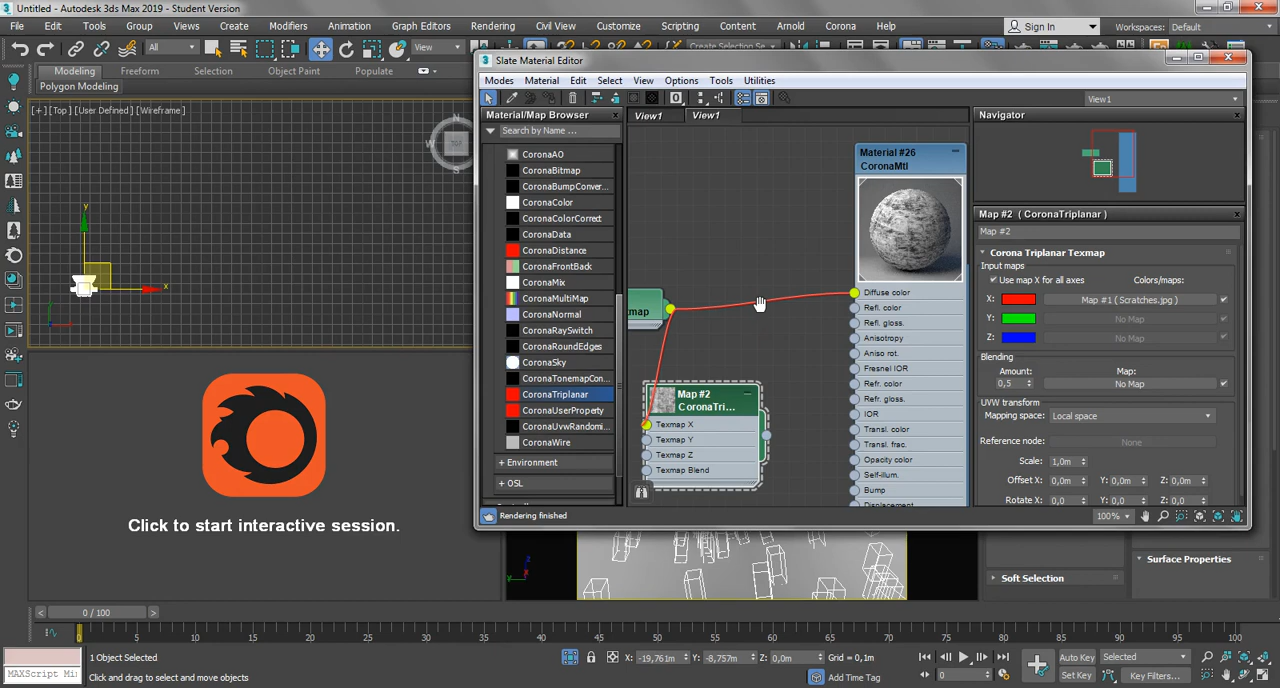 Untitled - Autodesk 3ds Max 2019 - Student Version
File Edit Tools Group Views Create Modifiers Animation Graph Editors Rendering Civil View Customize Scripting Content Arnold Corona Help
Sign In
Workspaces: Default
All
View
Create Selection Se
Modeling Freeform Selection Object Paint Populate
Polygon Modeling
[+] [Top] [User Defined] [Wireframe]
N
W
TOP
S
y
x
Click to start interactive session.
Slate Material Editor
Modes Material Edit Select View Options Tools Utilities
View1
Material/Map Browser
Search by Name ...
CoronaAO
CoronaBitmap
CoronaBumpConver...
CoronaColor
CoronaColorCorrect
CoronaData
CoronaDistance
CoronaFrontBack
CoronaMix
CoronaMultiMap
CoronaNormal
CoronaRaySwitch
CoronaRoundEdges
CoronaSky
CoronaTonemapCon...
CoronaTriplanar
CoronaUserProperty
CoronaUvwRandomi...
CoronaWire
+ Environment
+ OSL
Rendering finished
View1 View1
map
Map #2
CoronaTri...
Texmap X
Texmap Y
Texmap Z
Texmap Blend
Material #26
CoronaMtl
Diffuse color
Refl. color
Refl. gloss.
Anisotropy
Aniso rot.
Fresnel IOR
Refr. color
Refr. gloss.
IOR
Transl. color
Transl. frac.
Opacity color
Self-illum.
Bump
Displacement
Navigator
Map #2 ( CoronaTriplanar )
Map #2
Corona Triplanar Texmap
Input maps
Use map X for all axes Colors/maps:
X: Map #1 ( Scratches.jpg )
Y: No Map
Z: No Map
Blending
Amount: Map:
0,5 No Map
UVW transform
Mapping space: Local space
Reference node: None
Scale: 1,0m
Offset X: 0,0m Y: 0,0m Z: 0,0m
Rotate X: 0,0 Y: 0,0 Z: 0,0
100%
Soft Selection
Surface Properties
z
y
x
0 / 100
0 5 10 15 20 25 30 35 40 45 50 55 60 65 70 75 80 85 90 95 100
MAXScript Mi
1 Object Selected
Click and drag to select and move objects
X: -19,761m Y: -8,757m Z: 0,0m Grid = 0,1m
Add Time Tag
0
Auto Key Selected
Set Key Key Filters...